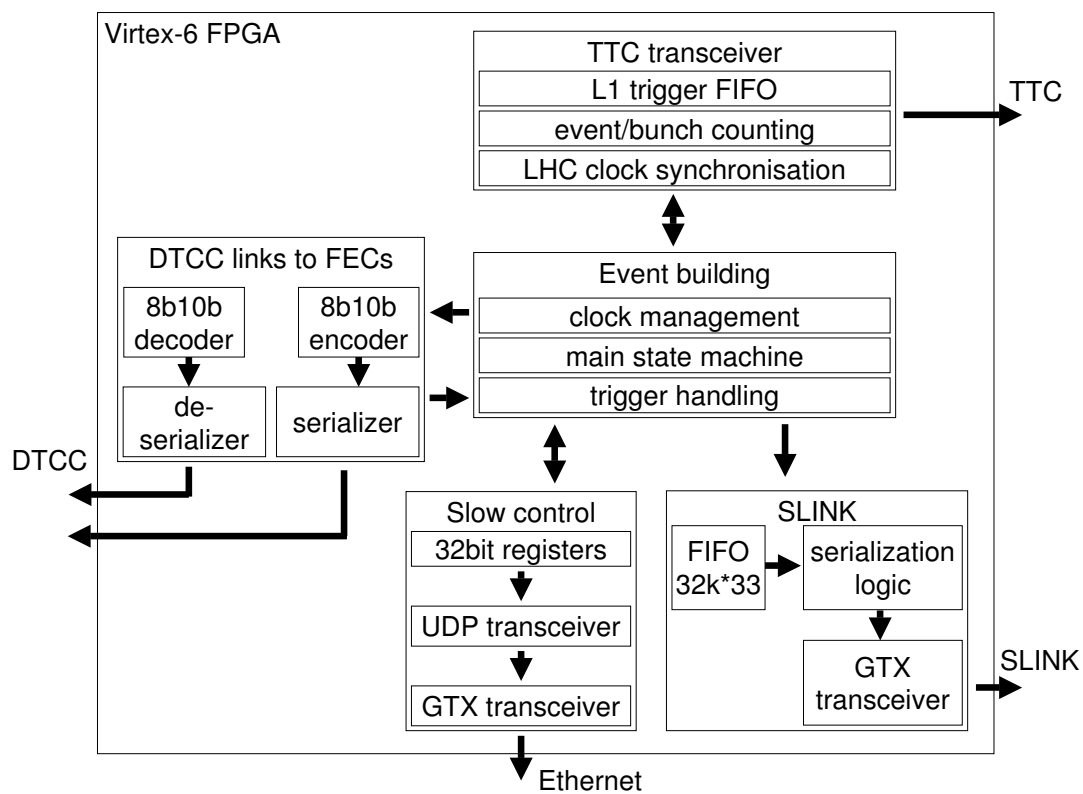 Virtex-6 FPGA
TTC transceiver
L1 trigger FIFO
event/bunch counting
LHC clock synchronisation
TTC
DTCC links to FECs
8b10b
decoder
8b10b
encoder
de-
serializer
serializer
DTCC
Event building
clock management
main state machine
trigger handling
Slow control
32bit registers
UDP transceiver
GTX transceiver
Ethernet
SLINK
FIFO
32k*33
serialization
logic
GTX
transceiver
SLINK